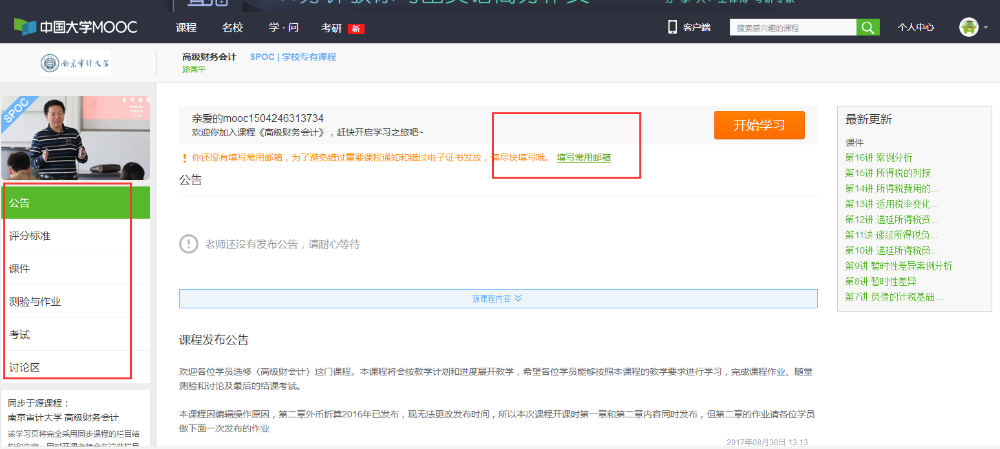 中国大学MOOC
课程
名校
学·问
考研 新
客户端
搜索感兴趣的课程
个人中心
南京审计大学
高级财务会计 SPOC | 学校专有课程
路国平
SPOC
公告
评分标准
课件
测验与作业
考试
讨论区
同步于源课程：
南京审计大学 高级财务会计
该学习页将完全采用同步课程的栏目结
亲爱的mooc1504246313734
欢迎你加入课程《高级财务会计》，赶快开启学习之旅吧~
开始学习
你还没有填写常用邮箱，为了避免错过重要课程通知和错过电子证书发放，请尽快填写哦。 填写常用邮箱
公告
老师还没有发布公告，请耐心等待
源课程内容
课程发布公告
欢迎各位学员选修〈高级财会计〉这门课程。本课程将会按教学计划和进度展开教学，希望各位学员能够按照本课程的教学要求进行学习，完成课程作业、随堂
测验和讨论及最后的结课考试。
本课程因编辑操作原因，第二章外币折算2016年已发布，现无法更改发布时间，所以本次课程开课时第一章和第二章内容同时发布，但第二章的作业请各位学员
做下面一次发布的作业
2017年08月30日 13:13
最新更新
课件
第16讲 案例分析
第15讲 所得税的列报
第14讲 所得税费用的...
第13讲 适用税率变化...
第12讲 递延所得税资...
第11讲 递延所得税负...
第10讲 递延所得税负...
第9讲 暂时性差异案例分析
第8讲 暂时性差异
第7讲 负债的计税基础...